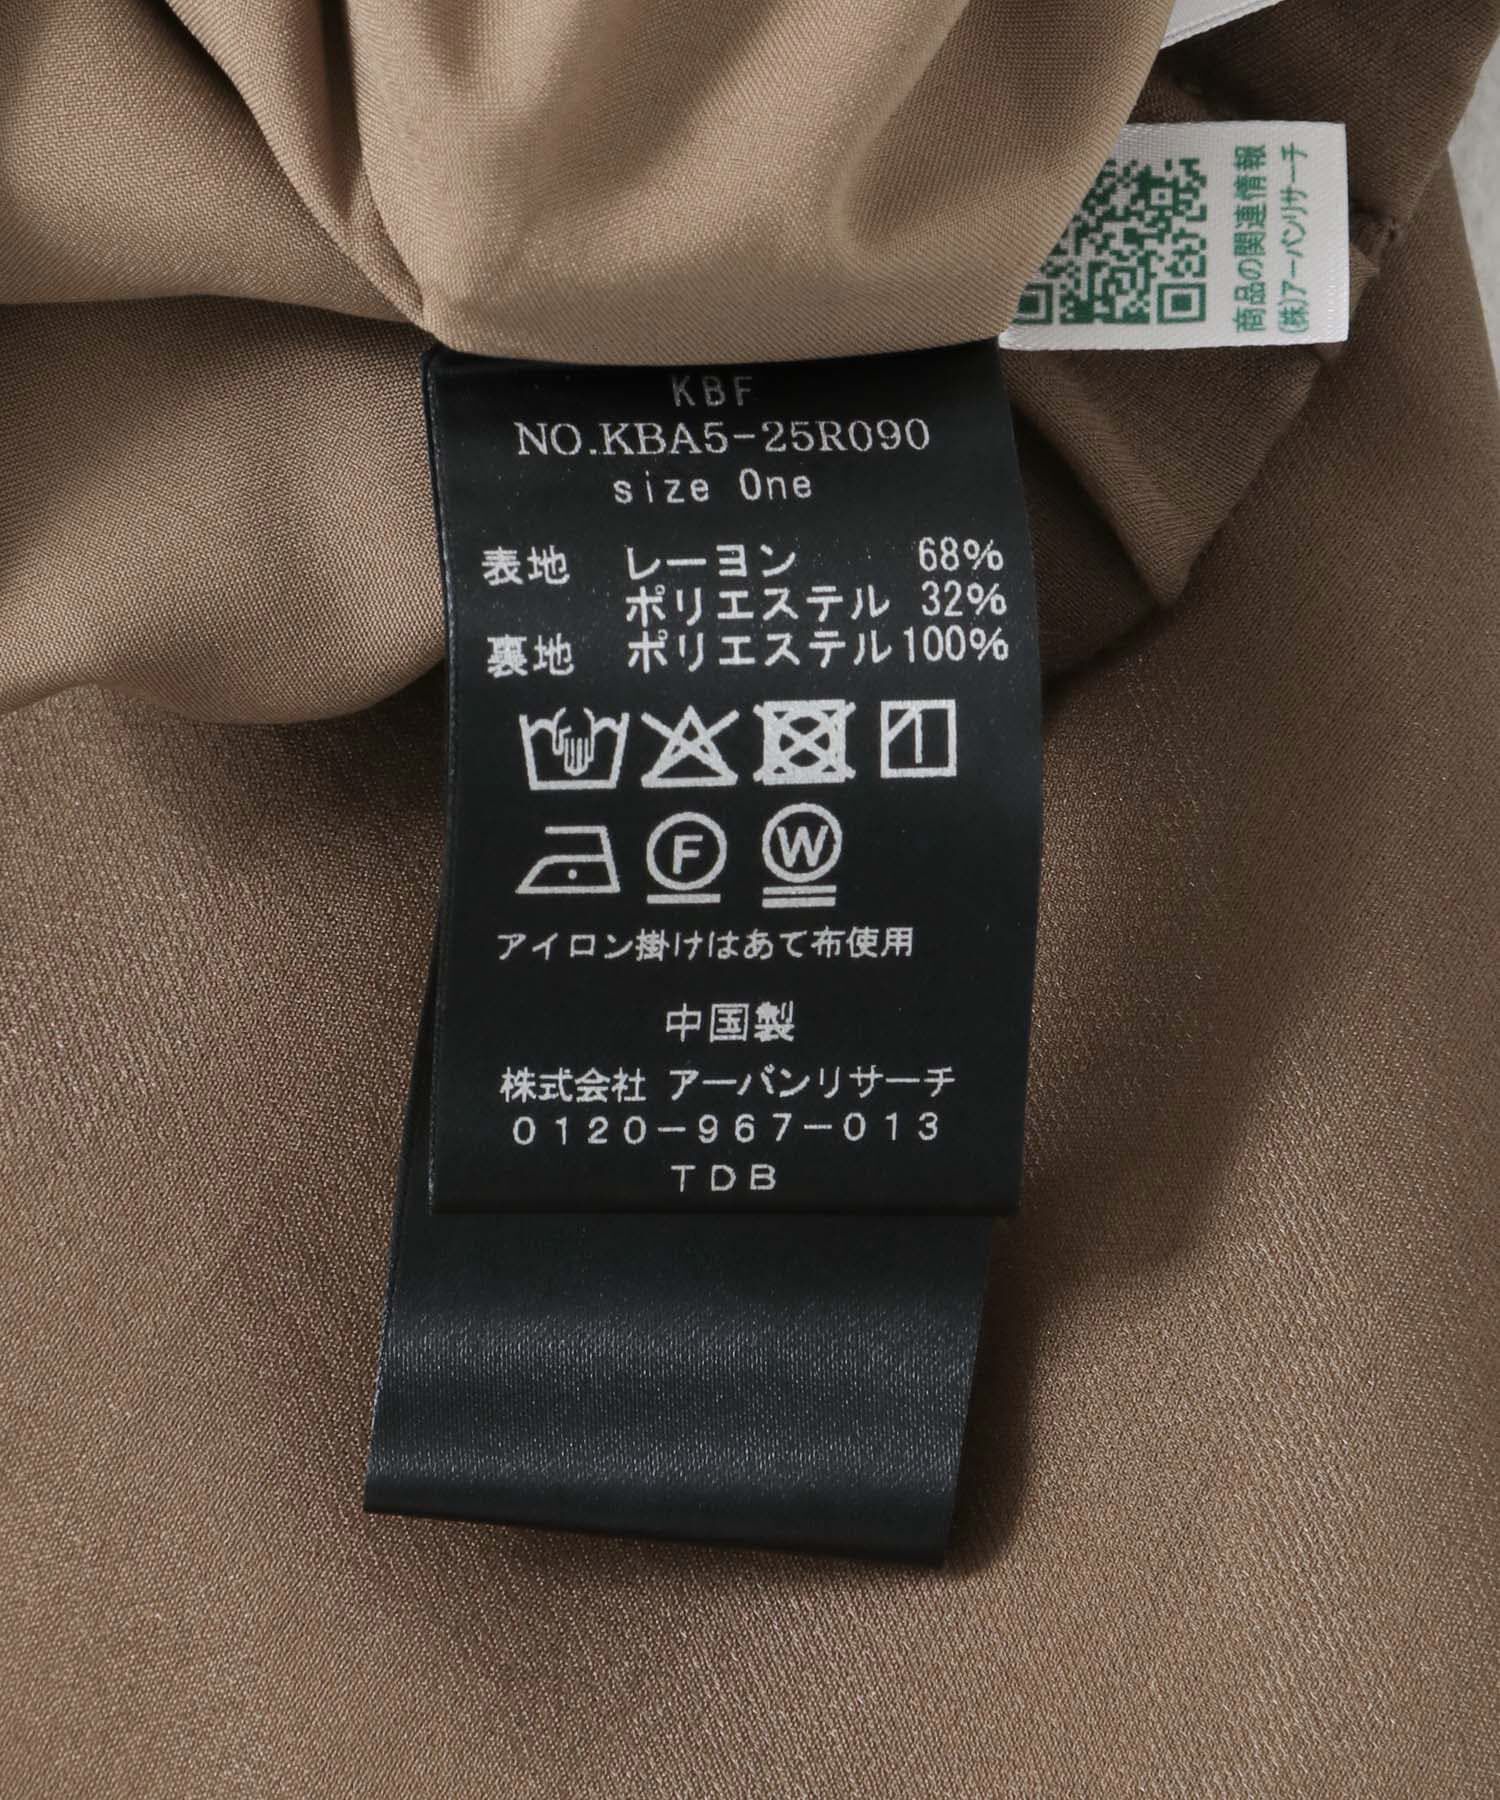 KBF
NO.KBA5-25R090
size One
表地 レーヨン 68%
ポリエステル 32%
裏地 ポリエステル100%
F W
アイロン掛けはあて布使用
中国製
株式会社 アーバンリサーチ
0120-967-013
TDB
商品の関連情報
(株)アーバンリサーチ